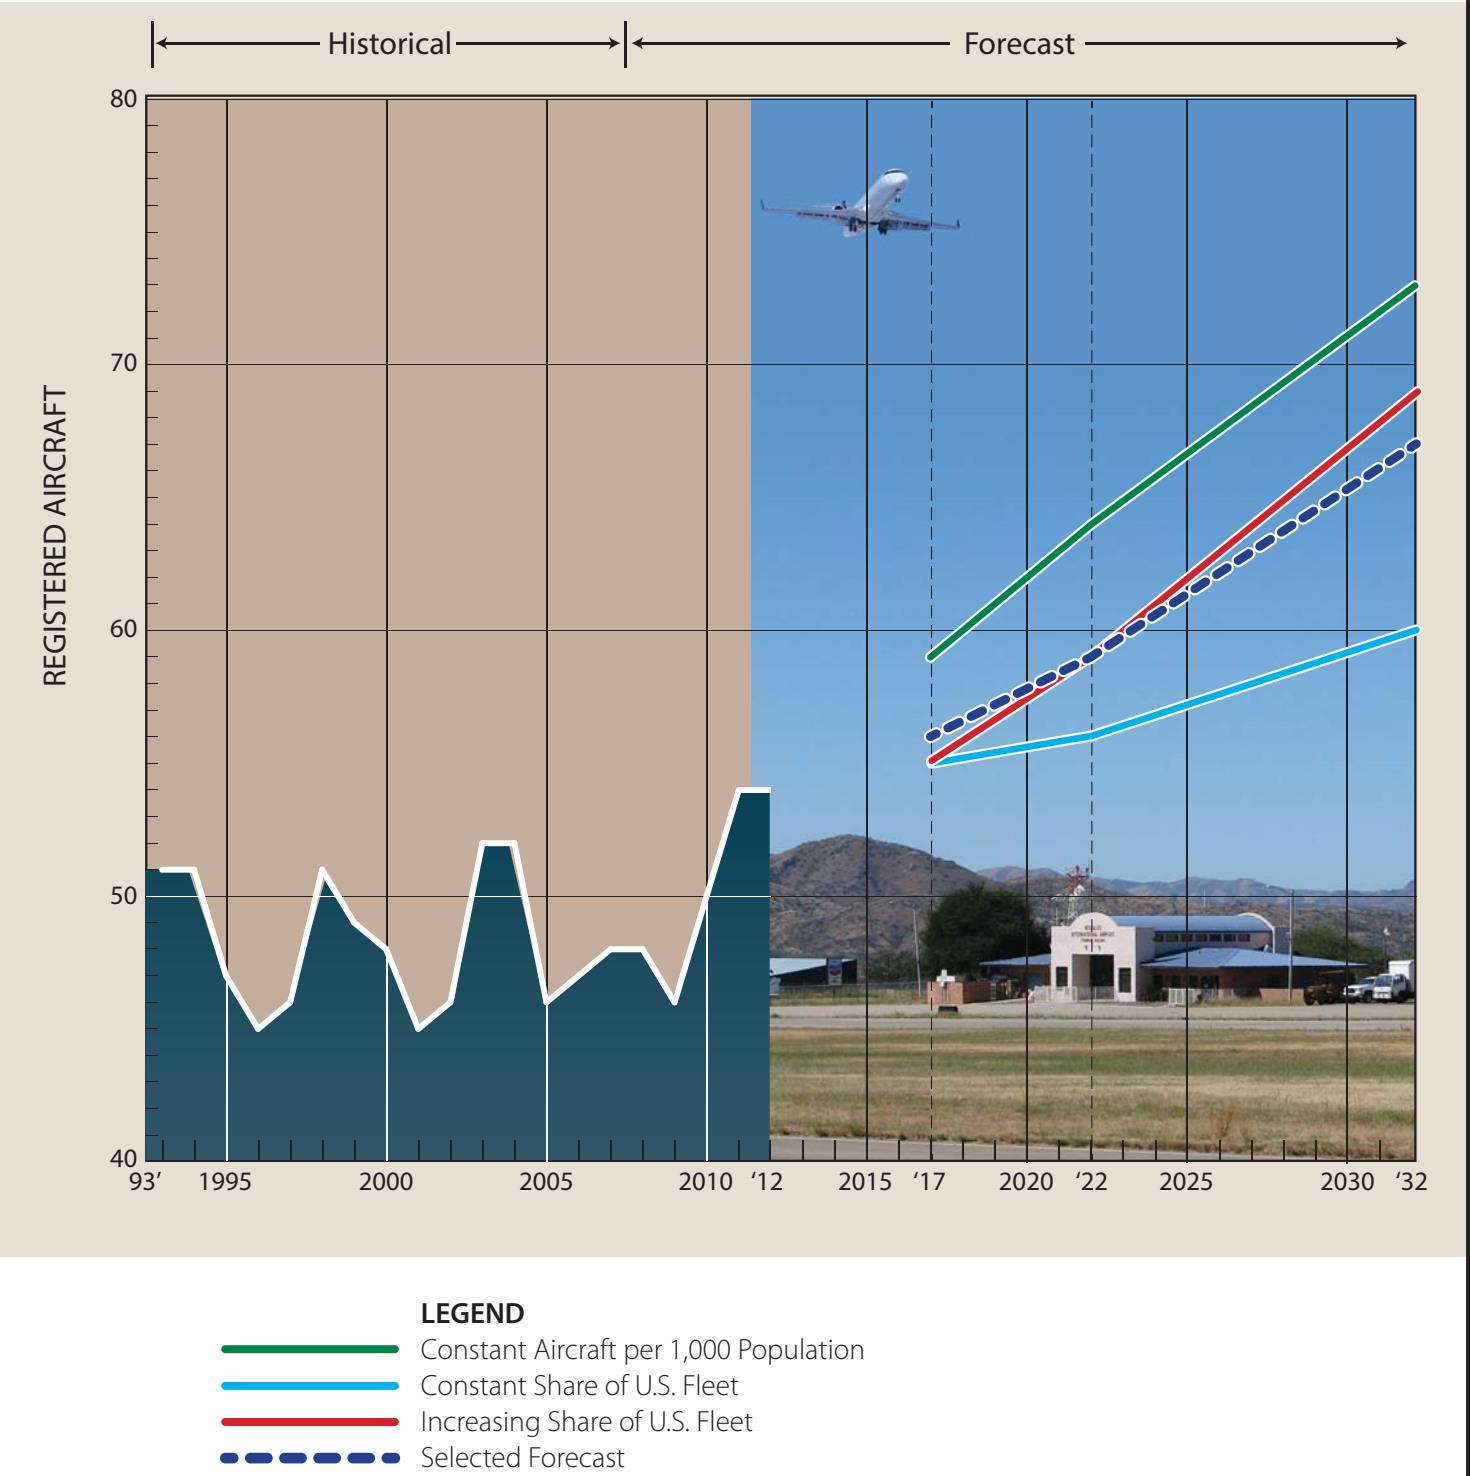 Historical Forecast
80
70
60
50
40
REGISTERED AIRCRAFT
93’ 1995 2000 2005 2010 ‘12 2015 ‘17 2020 ‘22 2025 2030 ‘32
LEGEND
Constant Aircraft per 1,000 Population
Constant Share of U.S. Fleet
Increasing Share of U.S. Fleet
Selected Forecast